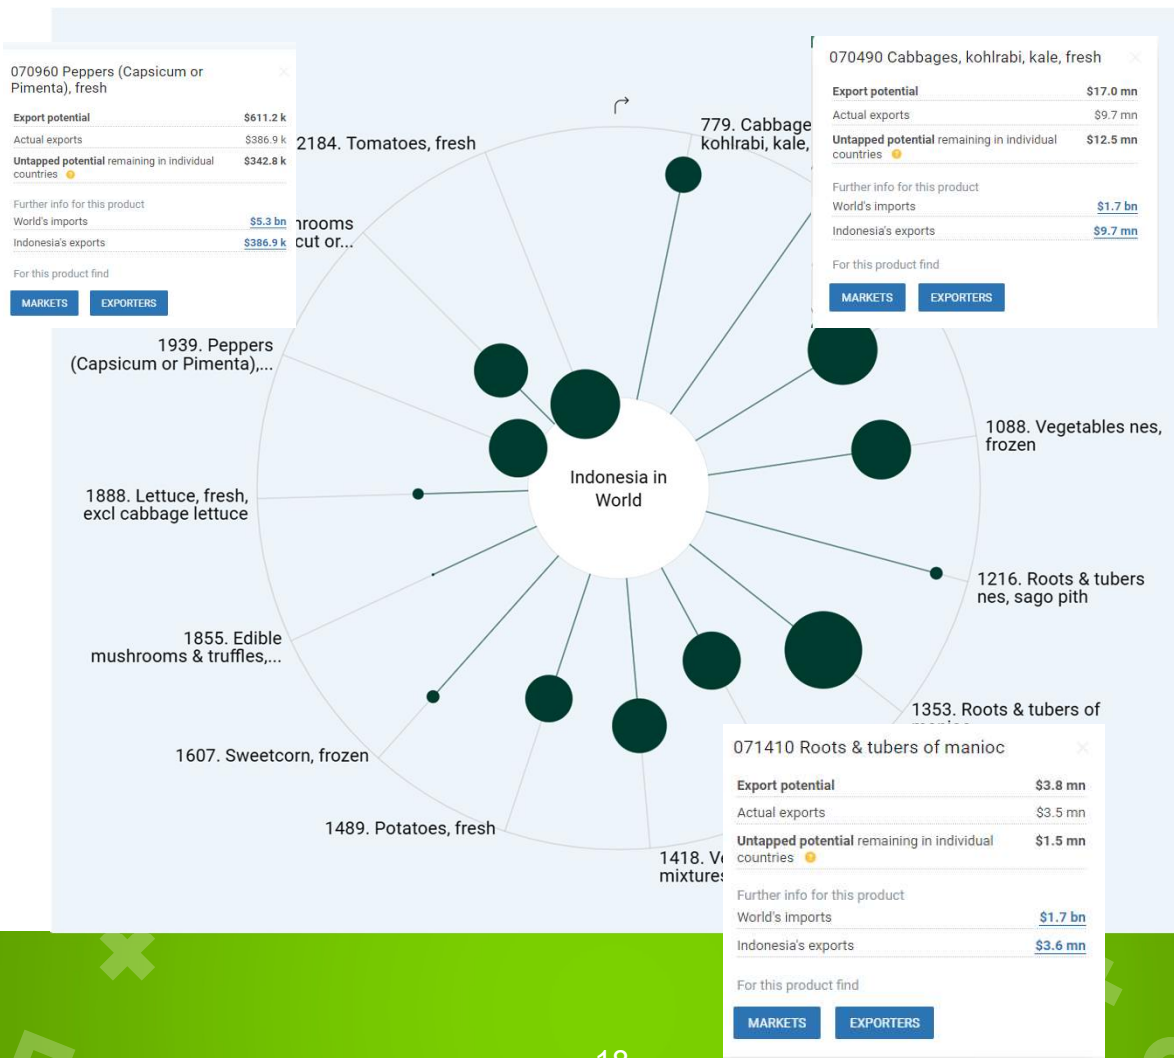 070960 Peppers (Capsicum or
Pimenta), fresh
Export potential $611.2 k
Actual exports $386.9 k
Untapped potential remaining in individual $342.8 k
countries ?
Further info for this product
World's imports $5.3 bn
Indonesia's exports $386.9 k
For this product find
MARKETS EXPORTERS
070490 Cabbages, kohlrabi, kale, fresh
Export potential $17.0 mn
Actual exports $9.7 mn
Untapped potential remaining in individual $12.5 mn
countries ?
Further info for this product
World's imports $1.7 bn
Indonesia's exports $9.7 mn
For this product find
MARKETS EXPORTERS
2184. Tomatoes, fresh
779. Cabbage
kohlrabi, kale,
rooms
cut or...
1939. Peppers
(Capsicum or Pimenta),...
1088. Vegetables nes,
frozen
Indonesia in
World
1888. Lettuce, fresh,
excl cabbage lettuce
1216. Roots & tubers
nes, sago pith
1855. Edible
mushrooms & truffles,...
1353. Roots & tubers of
1607. Sweetcorn, frozen
1489. Potatoes, fresh
1418. V
mixtures
071410 Roots & tubers of manioc
Export potential $3.8 mn
Actual exports $3.5 mn
Untapped potential remaining in individual $1.5 mn
countries ?
Further info for this product
World's imports $1.7 bn
Indonesia's exports $3.6 mn
For this product find
MARKETS EXPORTERS
18